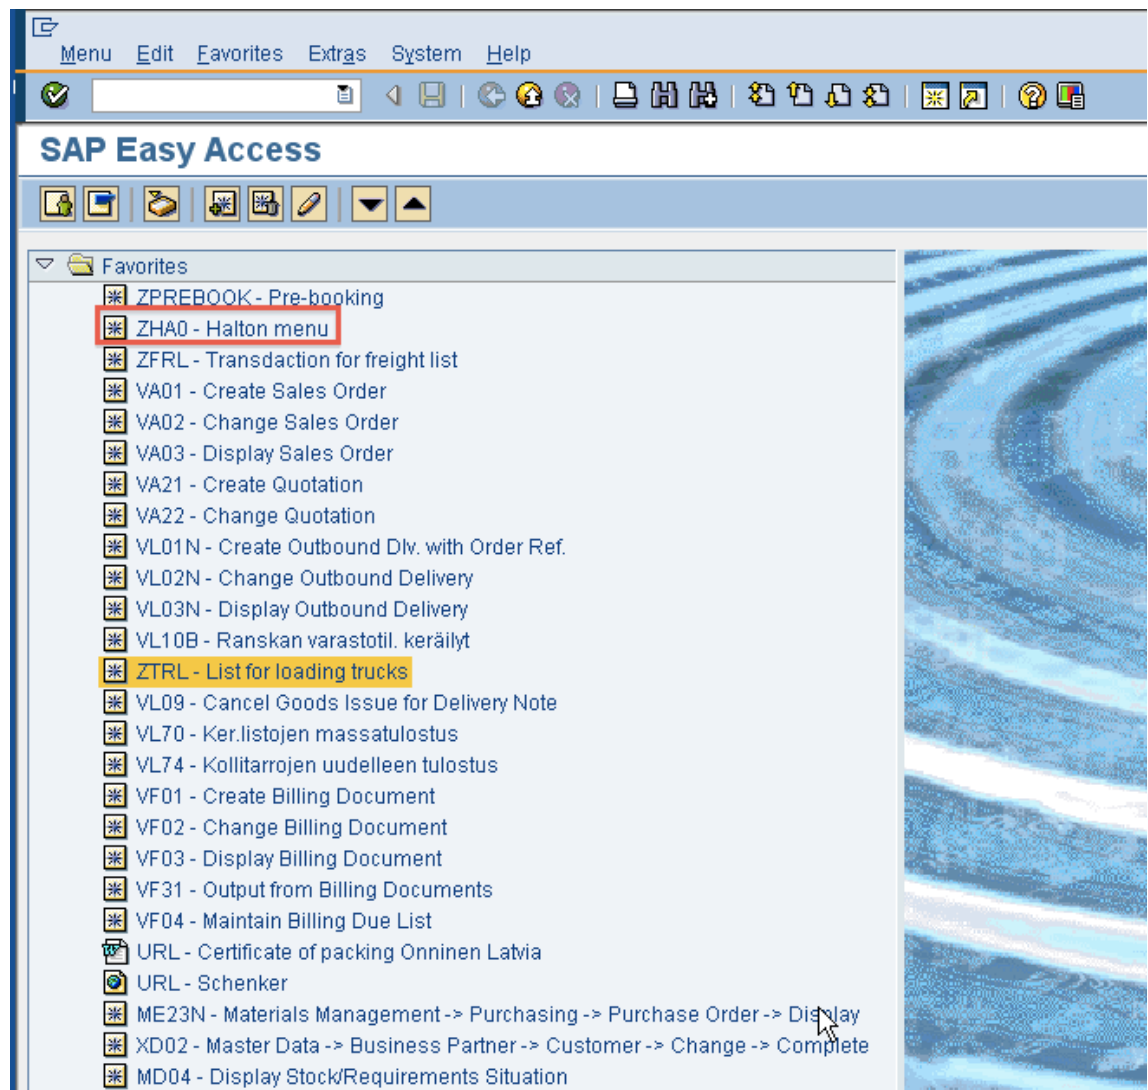 Menu Edit Favorites Extras System Help
SAP Easy Access
Favorites
ZPREBOOK - Pre-booking
ZHA0 - Halton menu
ZFRL - Transdaction for freight list
VA01 - Create Sales Order
VA02 - Change Sales Order
VA03 - Display Sales Order
VA21 - Create Quotation
VA22 - Change Quotation
VL01N - Create Outbound Dlv. with Order Ref.
VL02N - Change Outbound Delivery
VL03N - Display Outbound Delivery
VL10B - Ranskan varastotil. keräilyt
ZTRL - List for loading trucks
VL09 - Cancel Goods Issue for Delivery Note
VL70 - Ker.listojen massatulostus
VL74 - Kollitarrojen uudelleen tulostus
VF01 - Create Billing Document
VF02 - Change Billing Document
VF03 - Display Billing Document
VF31 - Output from Billing Documents
VF04 - Maintain Billing Due List
URL - Certificate of packing Onninen Latvia
URL - Schenker
ME23N - Materials Management -> Purchasing -> Purchase Order -> Display
XD02 - Master Data -> Business Partner -> Customer -> Change -> Complete
MD04 - Display Stock/Requirements Situation